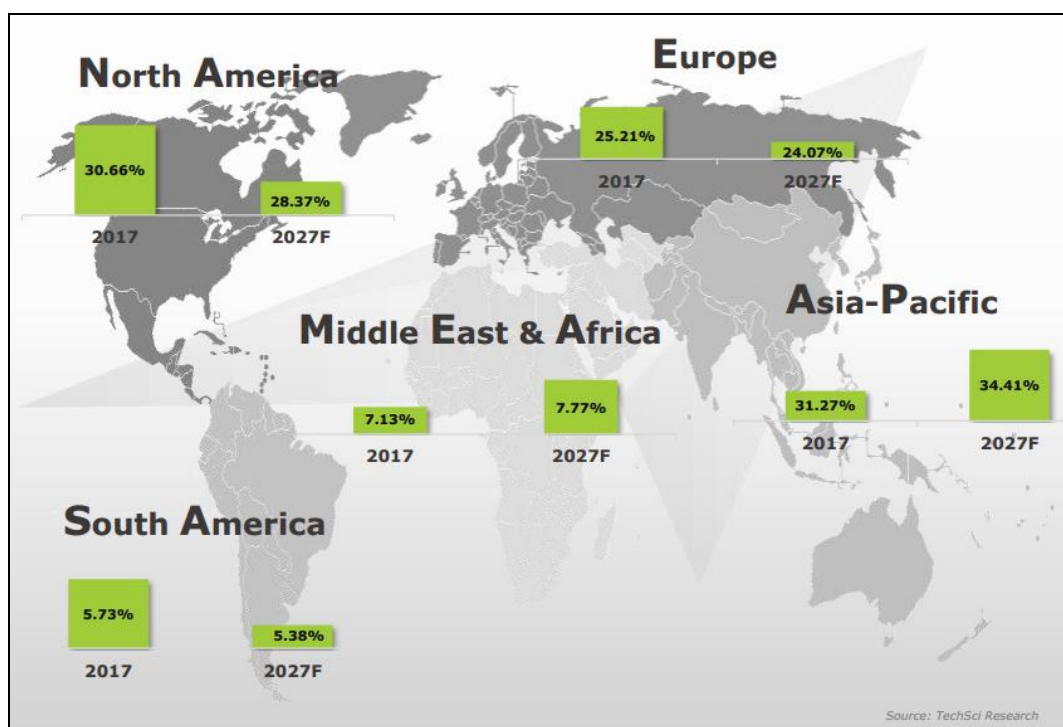 North America
30.66%
28.37%
2017
2027F
Europe
25.21%
24.07%
2017
2027F
Asia-Pacific
31.27%
34.41%
2017
2027F
Middle East & Africa
7.13%
7.77%
2017
2027F
South America
5.73%
5.38%
2017
2027F
Source: TechSci Research